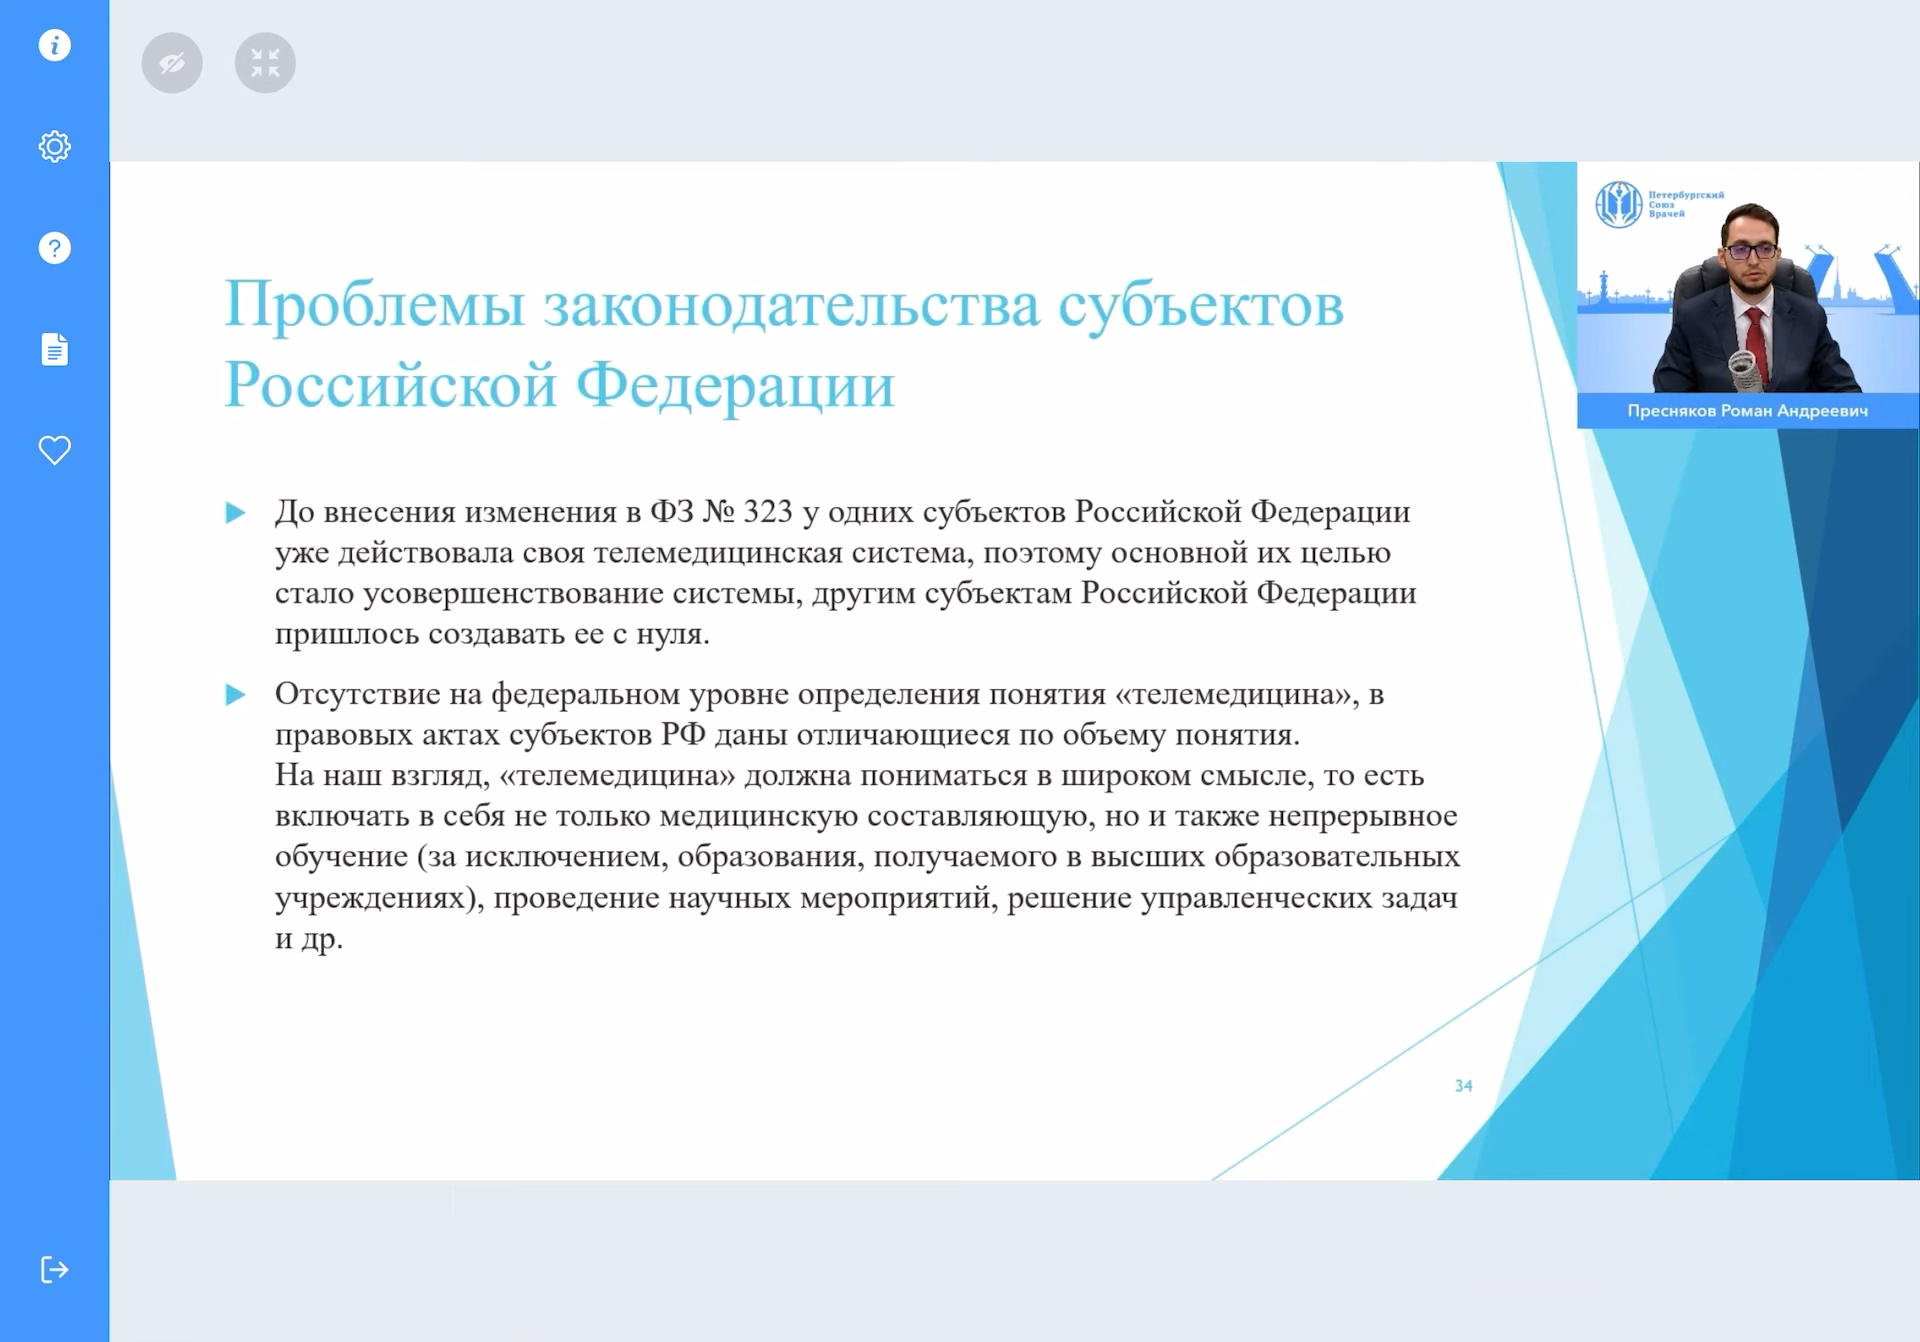 Проблемы законодательства субъектов
Российской Федерации
До внесения изменения в ФЗ № 323 у одних субъектов Российской Федерации
уже действовала своя телемедицинская система, поэтому основной их целью
стало усовершенствование системы, другим субъектам Российской Федерации
пришлось создавать ее с нуля.
Отсутствие на федеральном уровне определения понятия «телемедицина», в
правовых актах субъектов РФ даны отличающиеся по объему понятия.
На наш взгляд, «телемедицина» должна пониматься в широком смысле, то есть
включать в себя не только медицинскую составляющую, но и также непрерывное
обучение (за исключением, образования, получаемого в высших образовательных
учреждениях), проведение научных мероприятий, решение управленческих задач
и др.
34
Петербургский
Союз
Врачей
Пресняков Роман Андреевич